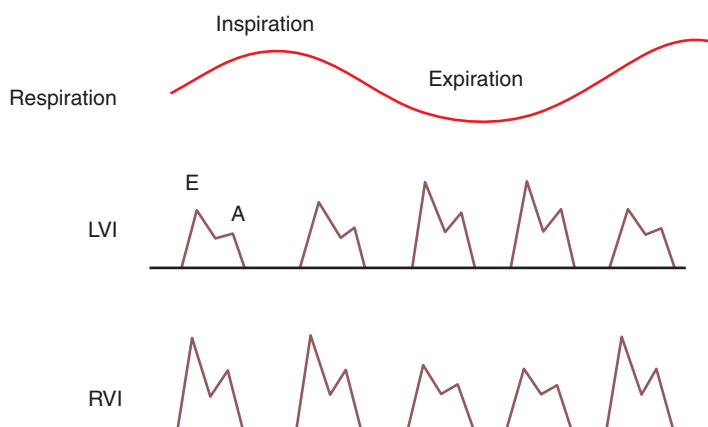 Inspiration
Expiration
Respiration
E
A
LVI
RVI